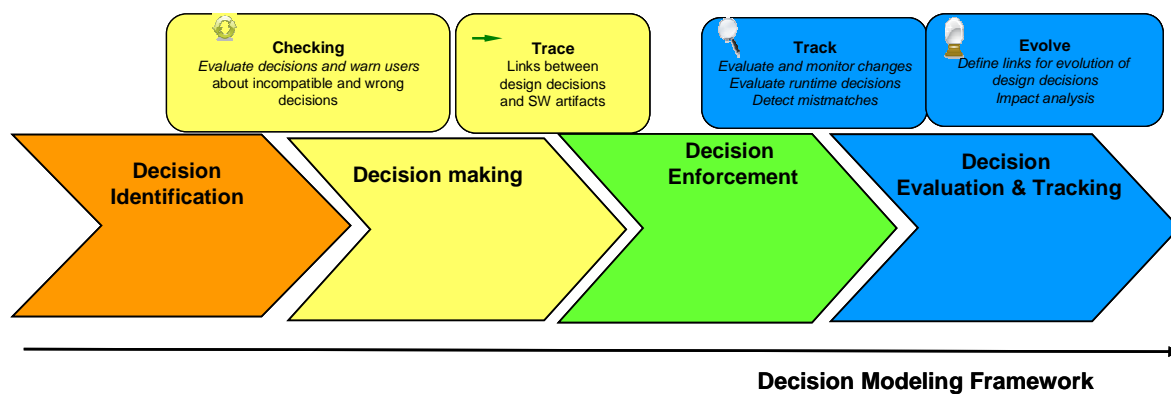 Checking
Evaluate decisions and warn users
about incompatible and wrong
decisions
Trace
Links between
design decisions
and SW artifacts
Track
Evaluate and monitor changes
Evaluate runtime decisions
Detect mistmatches
Evolve
Define links for evolution of
design decisions
Impact analysis
Decision
Identification
Decision making
Decision
Enforcement
Decision
Evaluation & Tracking
Decision Modeling Framework